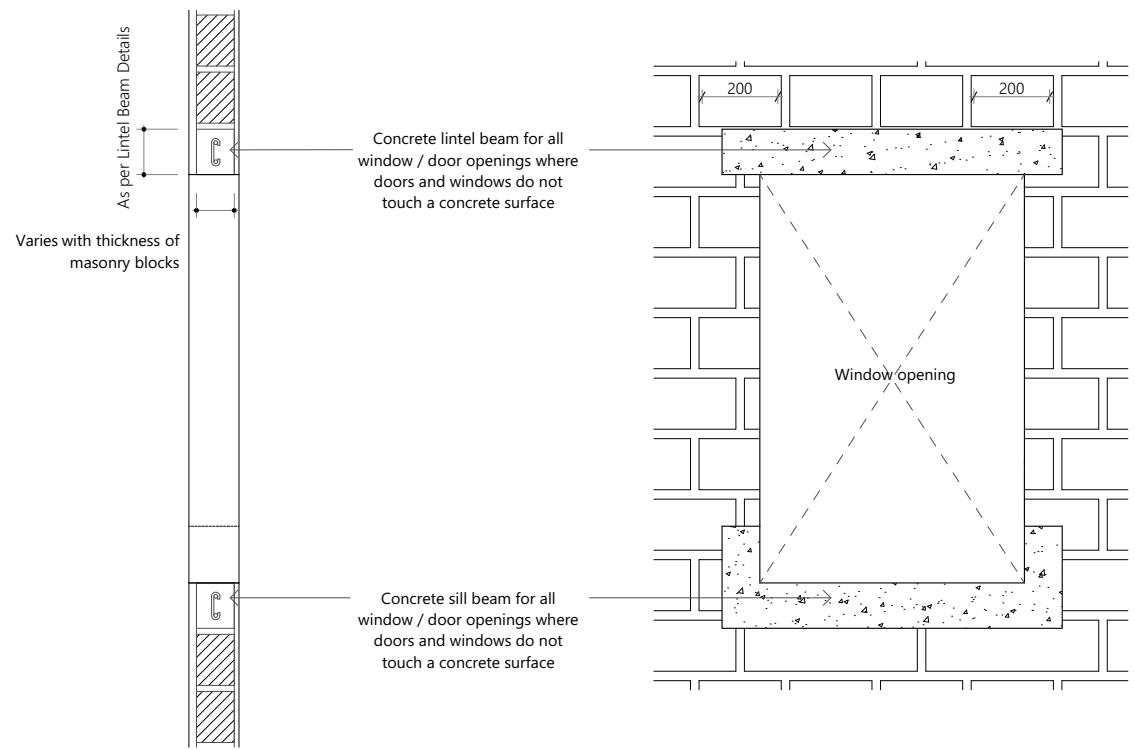 As per Lintel Beam Details
Varies with thickness of
masonry blocks
Concrete lintel beam for all
window / door openings where
doors and windows do not
touch a concrete surface
200
200
Window opening
Concrete sill beam for all
window / door openings where
doors and windows do not
touch a concrete surface